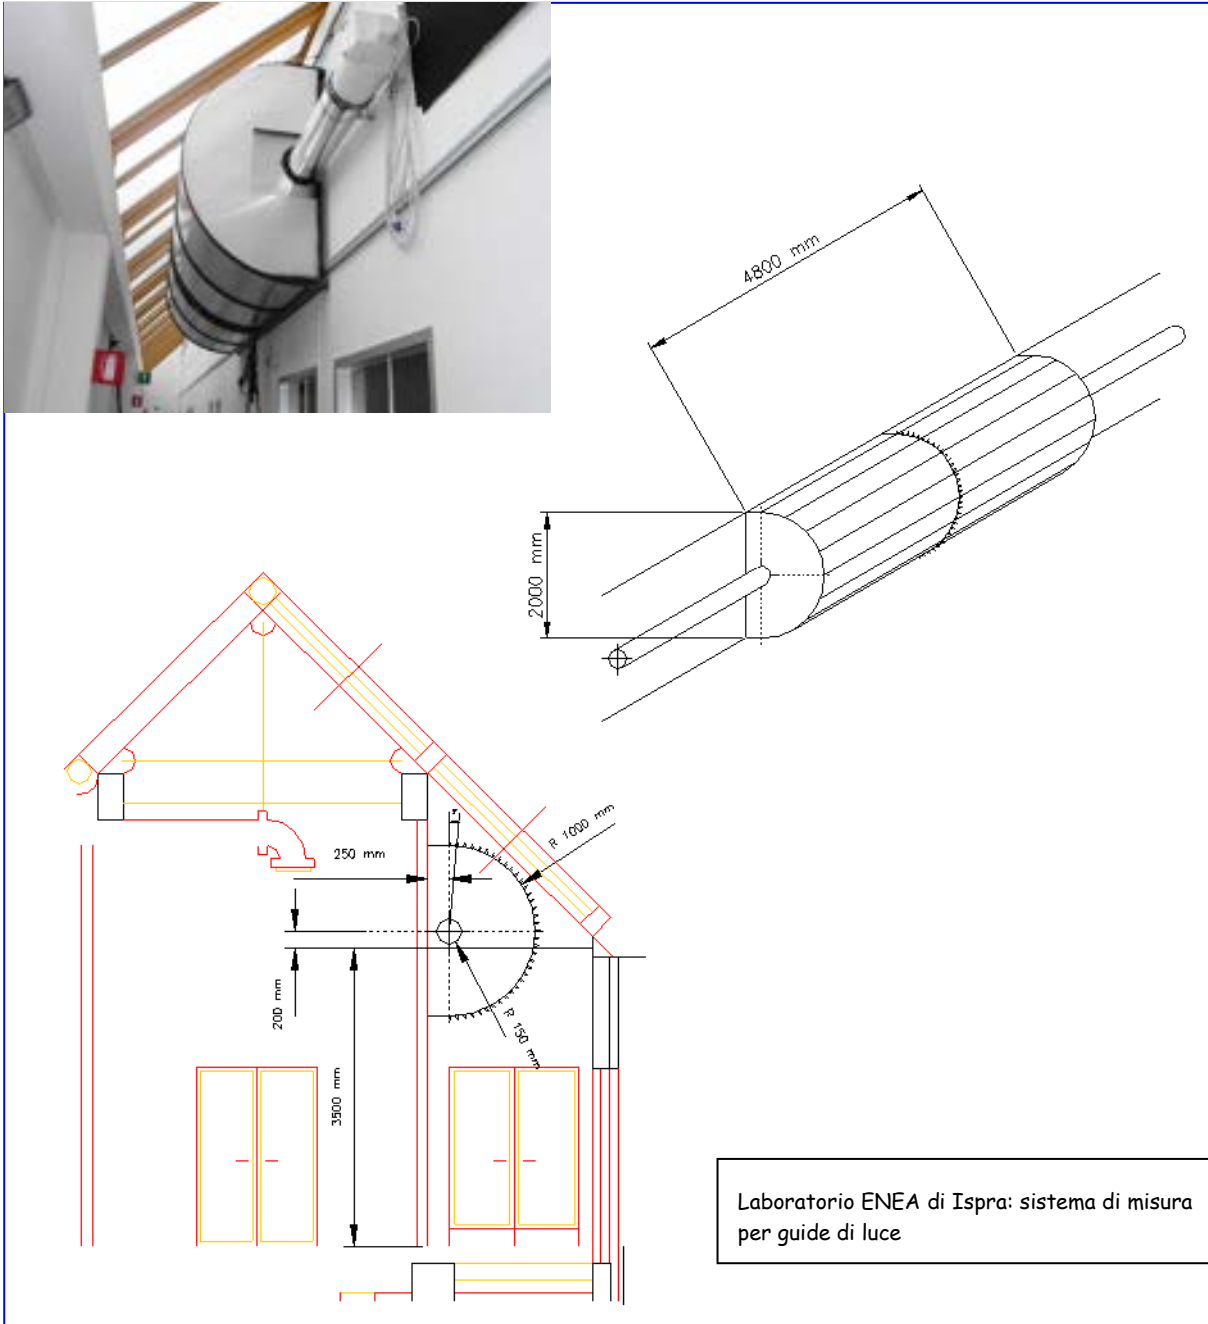 4800 mm
2000 mm
R 1000 mm
250 mm
200 mm
R 150 mm
3500 mm
Laboratorio ENEA di Ispra: sistema di misura
per guide di luce